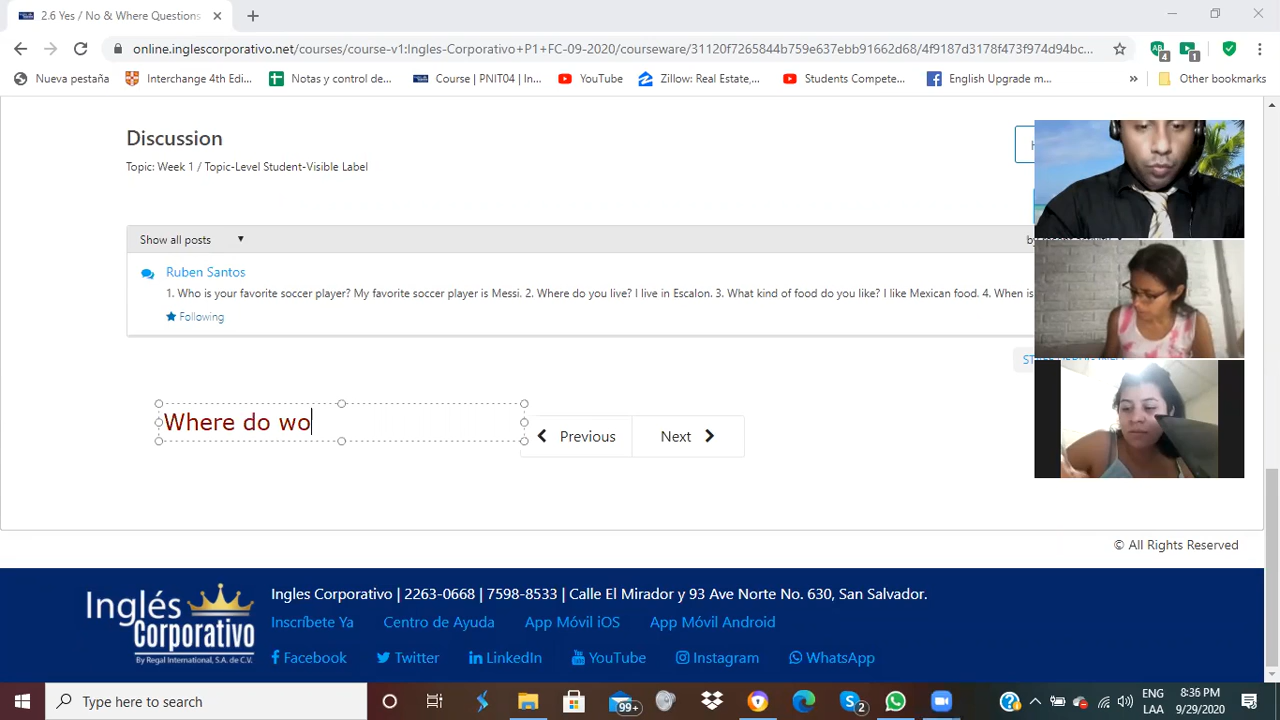 2.6 Yes / No & Where Questions
online.inglescorporativo.net/courses/course-v1:Ingles-Corporativo+P1+FC-09-2020/courseware/31120f7265844b759e637ebb91662d68/4f9187d3178f473f974d94bc...
4
1
Nueva pestaña
Interchange 4th Edi...
Notas y control de...
Course | PNIT04 | In...
YouTube
Zillow: Real Estate,...
Students Compete...
English Upgrade m...
»
Other bookmarks
Discussion
Topic: Week 1 / Topic-Level Student-Visible Label
Show all posts
Ruben Santos
1. Who is your favorite soccer player? My favorite soccer player is Messi. 2. Where do you live? I live in Escalon. 3. What kind of food do you like? I like Mexican food. 4. When is
Following
Where do wo
Previous
Next
© All Rights Reserved
Inglés
Corporativo
By Regal International, S.A. de C.V.
Ingles Corporativo | 2263-0668 | 7598-8533 | Calle El Mirador y 93 Ave Norte No. 630, San Salvador.
Inscríbete Ya
Centro de Ayuda
App Móvil iOS
App Móvil Android
Facebook
Twitter
LinkedIn
YouTube
Instagram
WhatsApp
Type here to search
99+
2
ENG
LAA
8:36 PM
9/29/2020